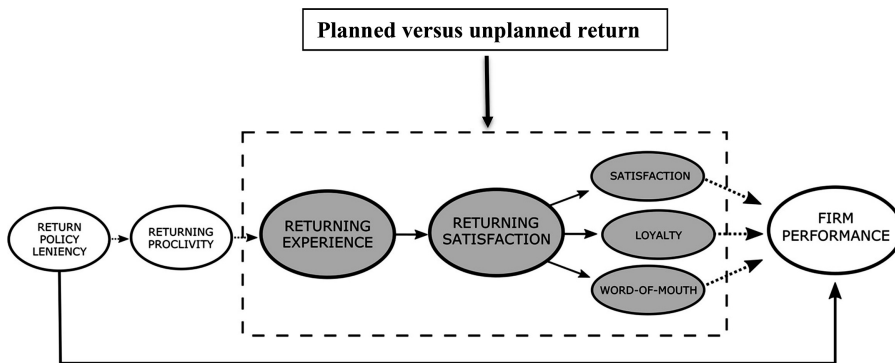 Planned versus unplanned return
RETURN
POLICY
LENIENCY
RETURNING
PROCLIVITY
RETURNING
EXPERIENCE
RETURNING
SATISFACTION
SATISFACTION
LOYALTY
WORD-OF-MOUTH
FIRM
PERFORMANCE